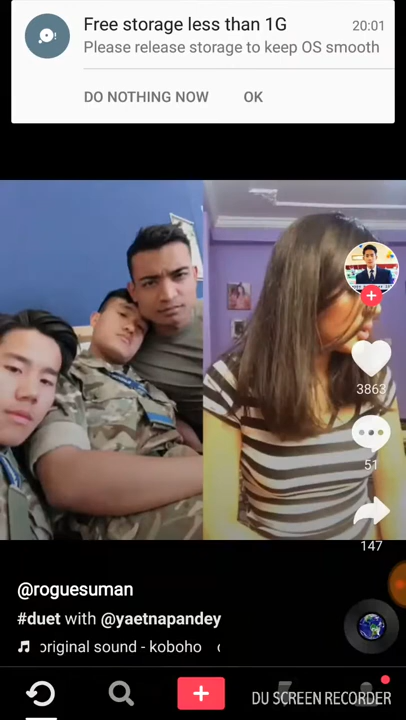 Free storage less than 1G
20:01
Please release storage to keep OS smooth
DO NOTHING NOW
OK
3863
51
147
@roguesuman
#duet with @yaetnapandey
original sound - koboho
DU SCREEN RECORDER